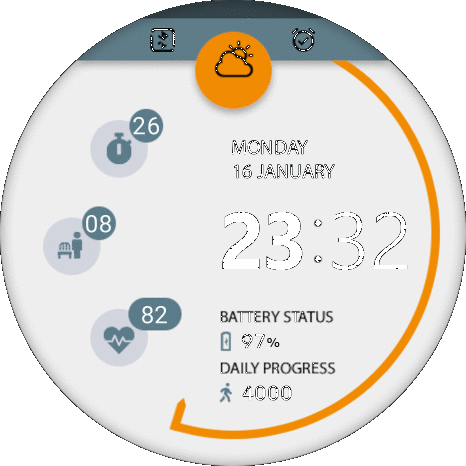 26
MONDAY
16 JANUARY
08
23:32
82
BATTERY STATUS
97%
DAILY PROGRESS
4000